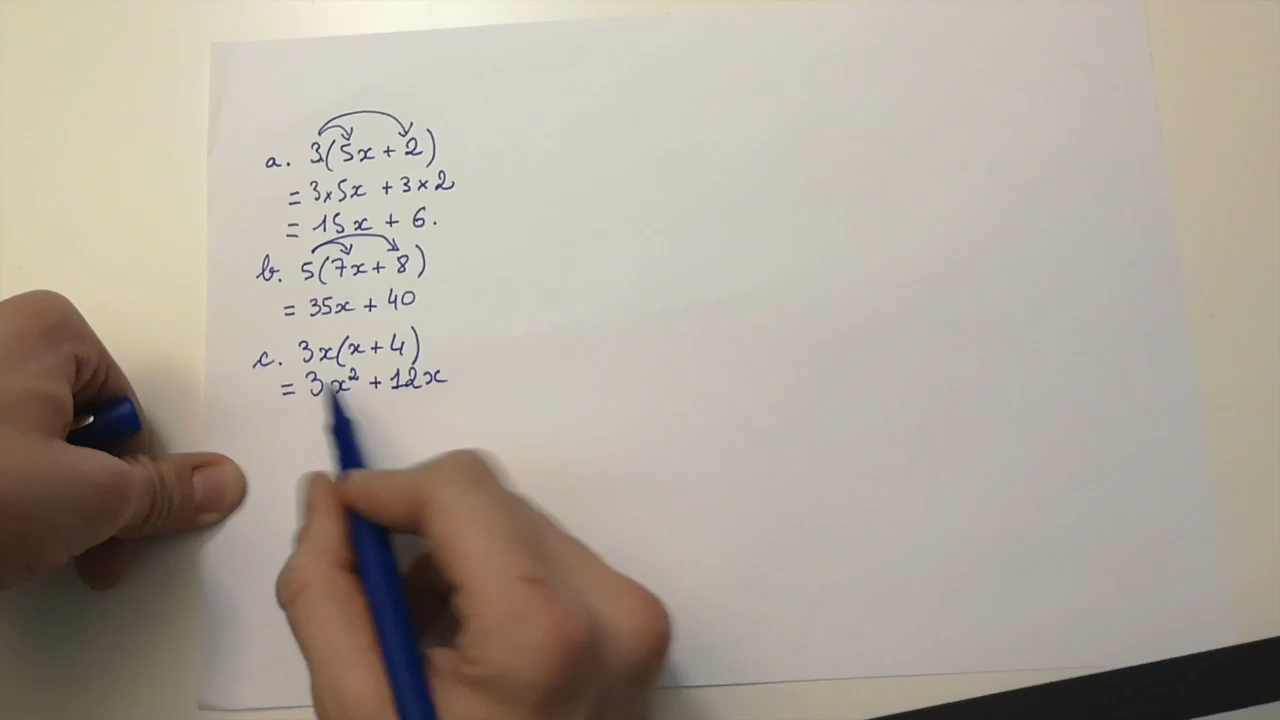 a. 3(5x + 2)
= 3×5x + 3×2
= 15x + 6.
b. 5(7x + 8)
= 35x + 40
c. 3x(x + 4)
= 3x² + 12x